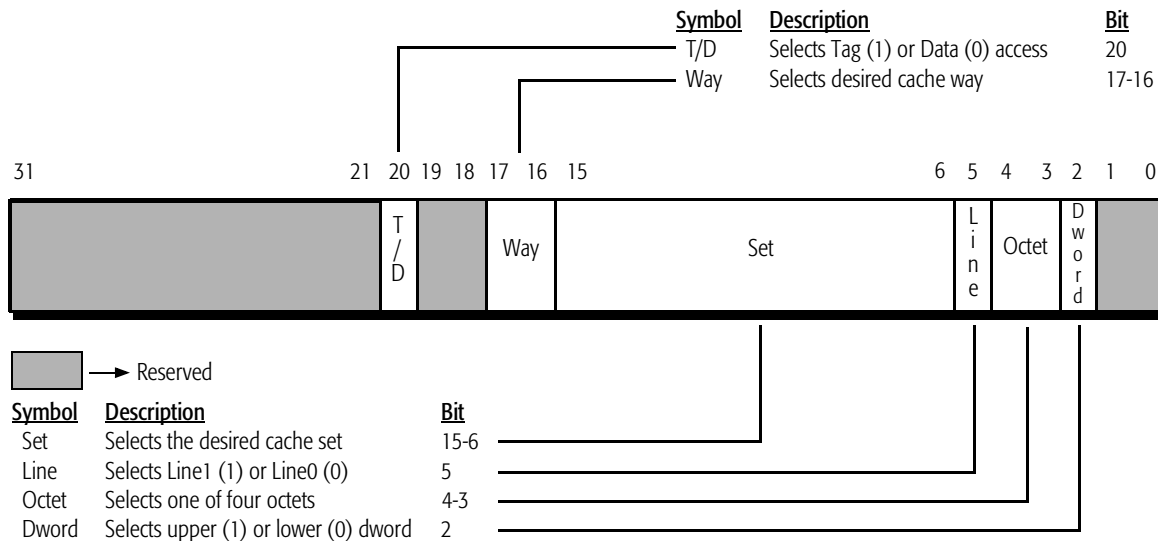 Symbol Description Bit
T/D Selects Tag (1) or Data (0) access 20
Way Selects desired cache way 17-16
31 21 20 19 18 17 16 15 6 5 4 3 2 1 0
T/D Way Set Line Octet Dword
Reserved
Symbol Description Bit
Set Selects the desired cache set 15-6
Line Selects Line1 (1) or Line0 (0) 5
Octet Selects one of four octets 4-3
Dword Selects upper (1) or lower (0) dword 2